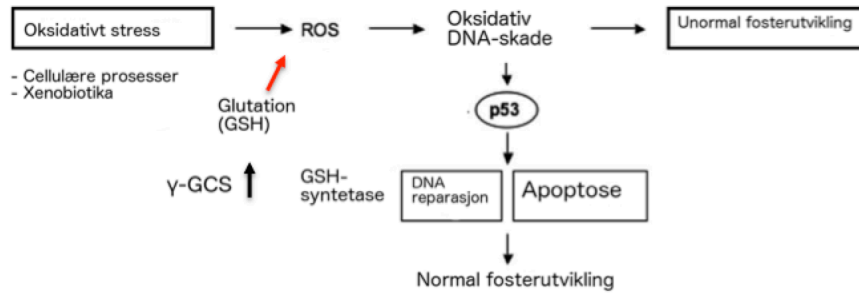 Oksidativt stress
ROS
Oksidativ
DNA-skade
Unormal fosterutvikling
- Cellulære prosesser
- Xenobiotika
Glutation
(GSH)
p53
γ-GCS
GSH-
syntetase
DNA
reparasjon
Apoptose
Normal fosterutvikling